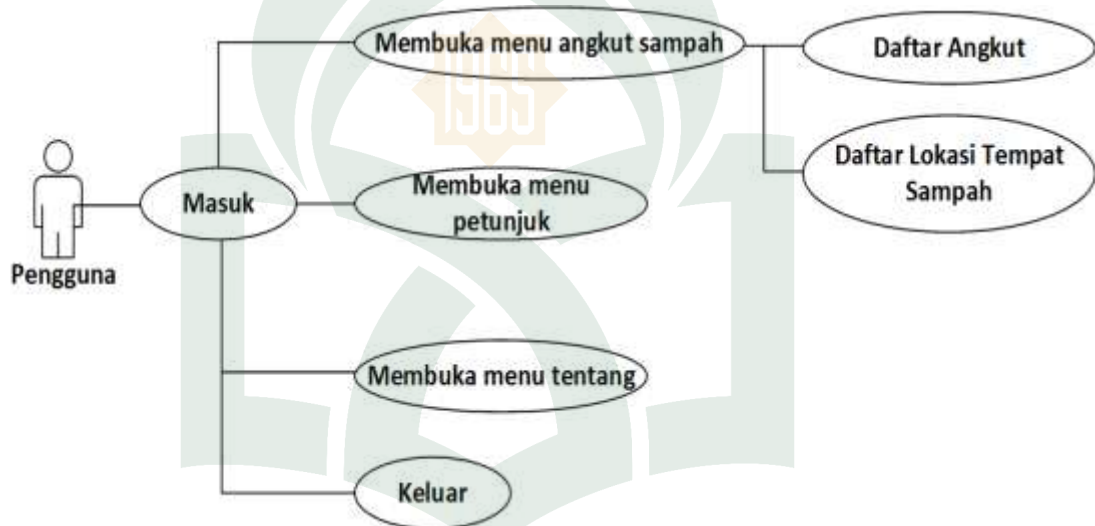 Membuka menu angkut sampah
Daftar Angkut
1965
Daftar Lokasi Tempat
Sampah
Masuk
Membuka menu
petunjuk
Pengguna
Membuka menu tentang
Keluar